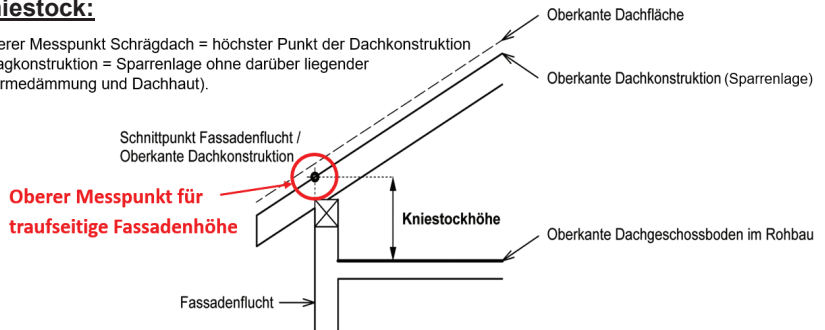 niestock:
erer Messpunkt Schrägdach = höchster Punkt der Dachkonstruktion
agkonstruktion = Sparrenlage ohne darüber liegender
rmedämmung und Dachhaut).
Oberkante Dachfläche
Oberkante Dachkonstruktion (Sparrenlage)
Schnittpunkt Fassadenflucht /
Oberkante Dachkonstruktion
Oberer Messpunkt für
traufseitige Fassadenhöhe
Kniestockhöhe
Oberkante Dachgeschossboden im Rohbau
Fassadenflucht